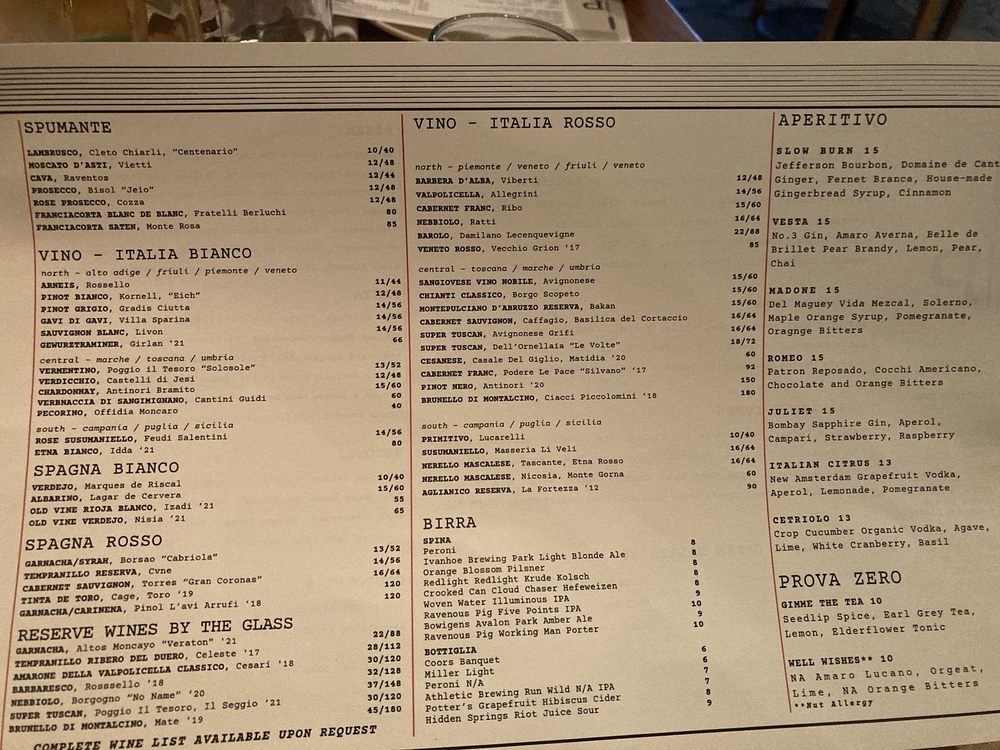 SPUMANTE
LAMBRUSCO, Cleto Chiarli, "Centenario" 10/40
MOSCATO D'ASTI, Vietti 12/48
CAVA, Raventos 12/44
PROSECCO, Bisol "Jeio" 12/48
ROSE PROSECCO, Cozza 12/48
FRANCIACORTA BLANC DE BLANC, Fratelli Berluchi 80
FRANCIACORTA SATEN, Monte Rosa 85
VINO - ITALIA BIANCO
north - alto adige / friuli / piemonte / veneto
ARNEIS, Rossello 11/44
PINOT BIANCO, Kornell, "Eich" 12/48
PINOT GRIGIO, Gradis Ciutta 14/56
GAVI DI GAVI, Villa Sparina 14/56
SAUVIGNON BLANC, Livon 14/56
GEWURZTRAMINER, Girlan '21 66
central - marche / toscana / umbria
VERMENTINO, Poggio il Tesoro "Solosole" 13/52
VERDICCHIO, Castelli di Jesi 12/48
CHARDONNAY, Antinori Bramito 15/60
VERBNACCIA DI SANGIMIGNANO, Cantini Guidi 60
PECORINO, Offidia Moncaro 40
south - campania / puglia / sicilia
ROSE SUSUMANIELLO, Feudi Salentini 14/56
ETNA BIANCO, Idda '21 80
SPAGNA BIANCO
VERDEJO, Marques de Riscal 10/40
ALBARINO, Lagar de Cervera 15/60
OLD VINE RIOJA BLANCO, Izadi '21 55
OLD VINE VERDEJO, Nisia '21 65
SPAGNA ROSSO
GARNACHA/SYRAH, Borsao "Cabriola" 13/52
TEMPRANILLO RESERVA, Cvne 14/56
CABERNET SAUVIGNON, Torres "Gran Coronas" 16/64
TINTA DE TORO, Cage, Toro '19 120
GARNACHA/CARINENA, Pinol L'avi Arrufi '18 120
RESERVE WINES BY THE GLASS
GARNACHA, Altos Moncayo "Veraton" '21 22/88
TEMPRANILLO RIBERO DEL DUERO, Celeste '17 28/112
AMARONE DELLA VALPOLICELLA CLASSICO, Cesari '18 30/120
BARBARESCO, Rosssello '18 32/128
NEBBIOLO, Borgogno "No Name" '20 37/148
SUPER TUSCAN, Poggio Il Tesoro, Il Seggio '21 30/120
BRUNELLO DI MONTALCINO, Mate '19 45/180
COMPLETE WINE LIST AVAILABLE UPON REQUEST
VINO - ITALIA ROSSO
north - piemonte / veneto / friuli / veneto
BARBERA D'ALBA, Viberti 12/48
VALPOLICELLA, Allegrini 14/56
CABERNET FRANC, Ribo 15/60
NEBBIOLO, Ratti 16/64
BAROLO, Damilano Lecenquevigne 22/88
VENETO ROSSO, Vecchio Grion '17 85
central - toscana / marche / umbria
SANGIOVESE VINO NOBILE, Avignonese 15/60
CHIANTI CLASSICO, Borgo Scopeto 15/60
MONTEPULCIANO D'ABRUZZO RESERVA, Bakan 15/60
CABERNET SAUVIGNON, Caffagio, Basilica del Cortaccio 16/64
SUPER TUSCAN, Avignonese Grifi 16/64
SUPER TUSCAN, Dell'Ornellaia "Le Volte" 18/72
CESANESE, Casale Del Giglio, Matidia '20 60
CABERNET FRANC, Podere Le Pace "Silvano" '17 92
PINOT NERO, Antinori '20 150
BRUNELLO DI MONTALCINO, Ciacci Piccolomini '18 180
south - campania / puglia / sicilia
PRIMITIVO, Lucarelli 10/40
SUSUMANIELLO, Masseria Li Veli 16/64
NERELLO MASCALESE, Tascante, Etna Rosso 16/64
NERELLO MASCALESE, Nicosia, Monte Gorna 60
AGLIANICO RESERVA, La Fortezza '12 90
BIRRA
SPINA
Peroni 8
Ivanhoe Brewing Park Light Blonde Ale 8
Orange Blossom Pilsner 8
Redlight Redlight Krude Kolsch 8
Crooked Can Cloud Chaser Hefeweizen 8
Woven Water Illuminous IPA 9
Ravenous Pig Five Points IPA 10
Bowigens Avalon Park Amber Ale 9
Ravenous Pig Working Man Porter 10
BOTTIGLIA
Coors Banquet 6
Miller Light 6
Peroni N/A 7
Athletic Brewing Run Wild N/A IPA 7
Potter's Grapefruit Hibiscus Cider 8
Hidden Springs Riot Juice Sour 9
APERITIVO
SLOW BURN 15
Jefferson Bourbon, Domaine de Cant
Ginger, Fernet Branca, House-made
Gingerbread Syrup, Cinnamon
VESTA 15
No.3 Gin, Amaro Averna, Belle de
Brillet Pear Brandy, Lemon, Pear,
Chai
MADONE 15
Del Maguey Vida Mezcal, Solerno,
Maple Orange Syrup, Pomegranate,
Oragnge Bitters
ROMEO 15
Patron Reposado, Cocchi Americano,
Chocolate and Orange Bitters
JULIET 15
Bombay Sapphire Gin, Aperol,
Campari, Strawberry, Raspberry
ITALIAN CITRUS 13
New Amsterdam Grapefruit Vodka,
Aperol, Lemonade, Pomegranate
CETRIOLO 13
Crop Cucumber Organic Vodka, Agave,
Lime, White Cranberry, Basil
PROVA ZERO
GIMME THE TEA 10
Seedlip Spice, Earl Grey Tea,
Lemon, Elderflower Tonic
WELL WISHES** 10
NA Amaro Lucano, Orgeat,
Lime, NA Orange Bitters
**Nut Allergy